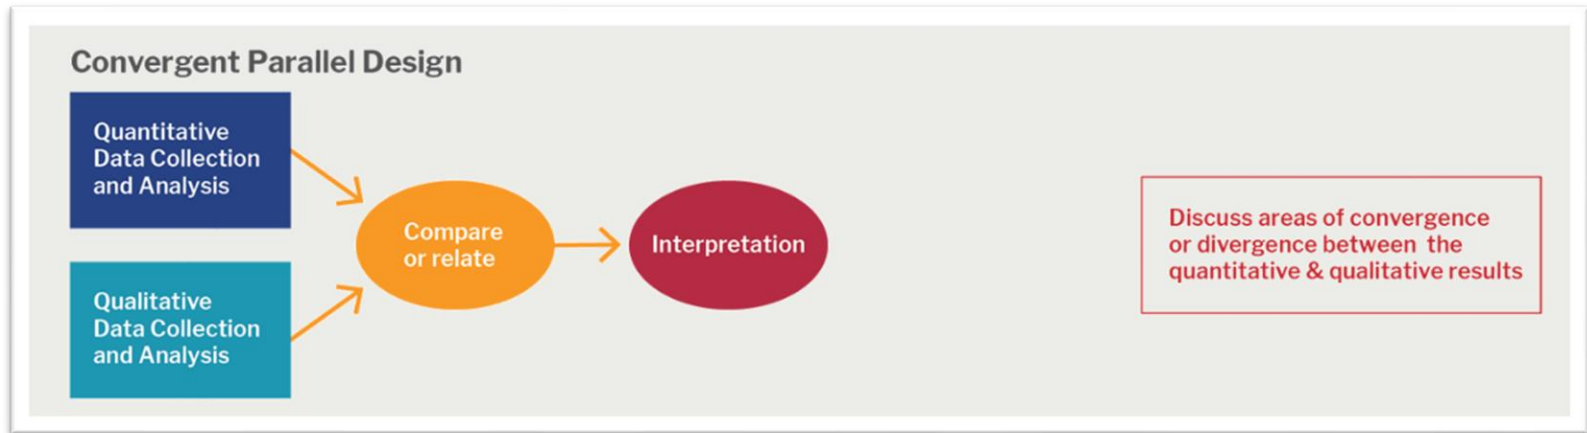 Convergent Parallel Design
Quantitative
Data Collection
and Analysis
Qualitative
Data Collection
and Analysis
Compare
or relate
Interpretation
Discuss areas of convergence
or divergence between the
quantitative & qualitative results